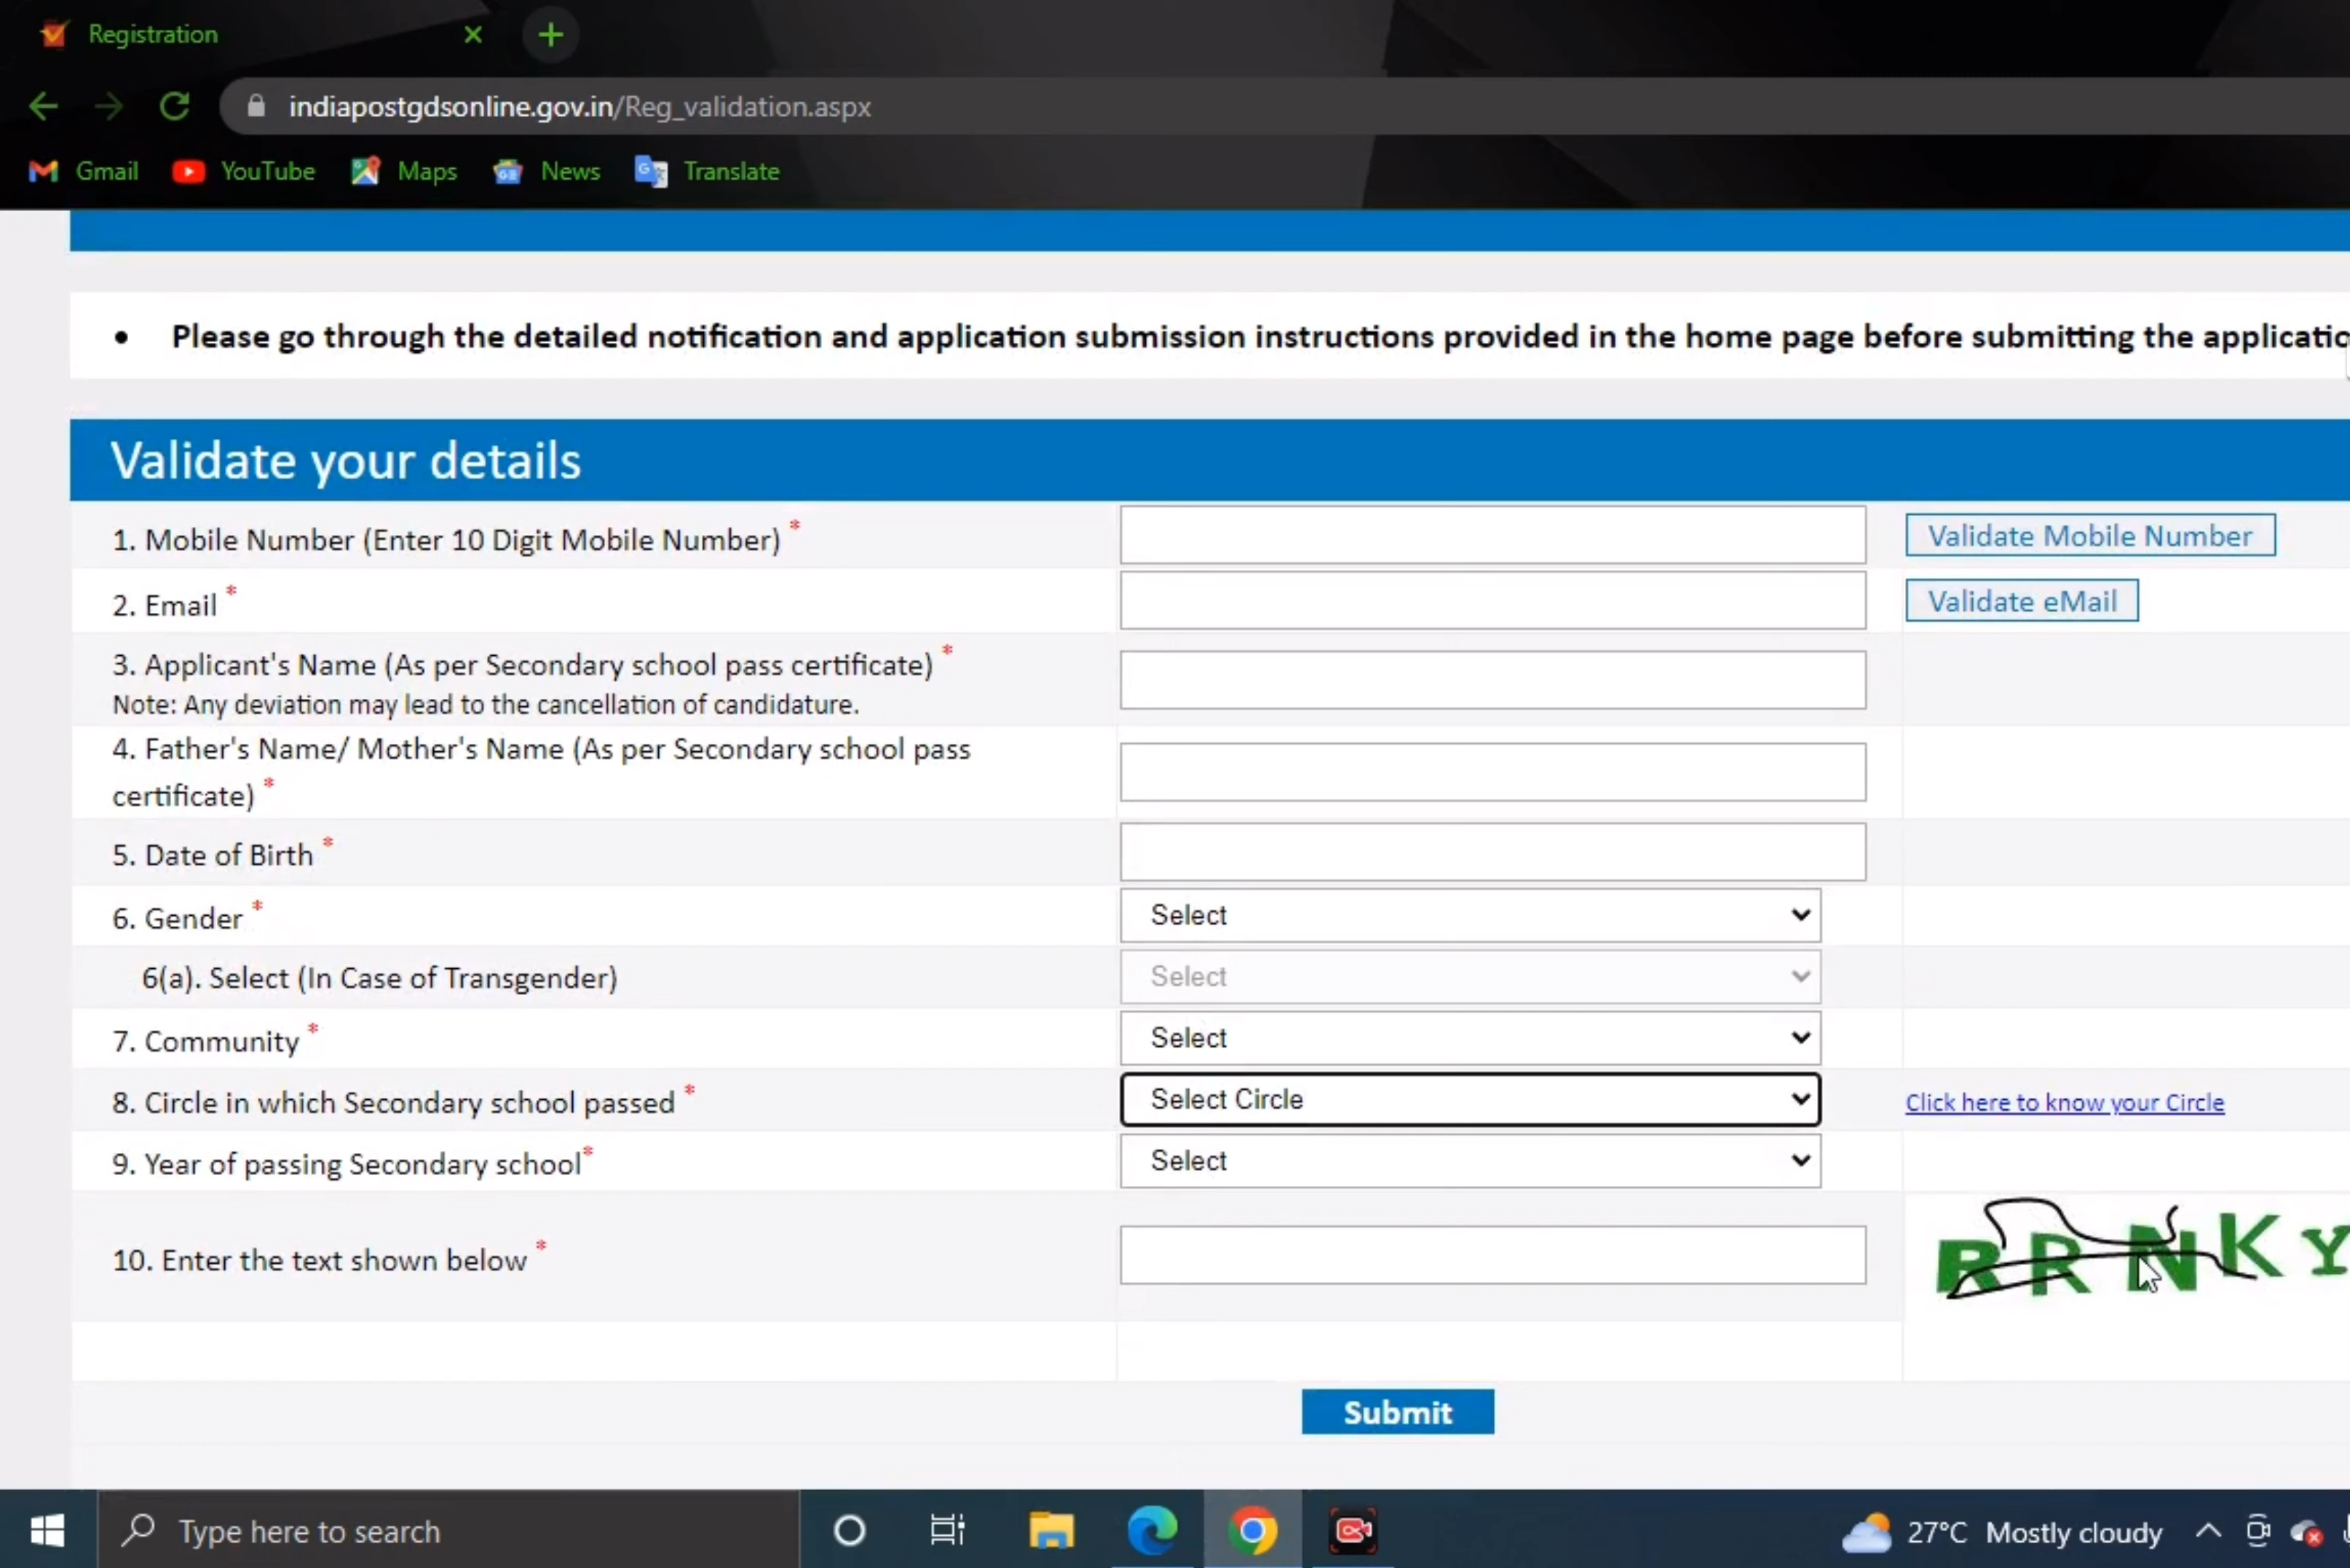 Registration
indiapostgdsonline.gov.in/Reg_validation.aspx
Gmail YouTube Maps News Translate
• Please go through the detailed notification and application submission instructions provided in the home page before submitting the applicatio
Validate your details
1. Mobile Number (Enter 10 Digit Mobile Number) * Validate Mobile Number
2. Email * Validate eMail
3. Applicant's Name (As per Secondary school pass certificate) *
Note: Any deviation may lead to the cancellation of candidature.
4. Father's Name/ Mother's Name (As per Secondary school pass
certificate) *
5. Date of Birth *
6. Gender * Select
6(a). Select (In Case of Transgender) Select
7. Community * Select
8. Circle in which Secondary school passed * Select Circle Click here to know your Circle
9. Year of passing Secondary school* Select
10. Enter the text shown below *
Submit
Type here to search 27°C Mostly cloudy